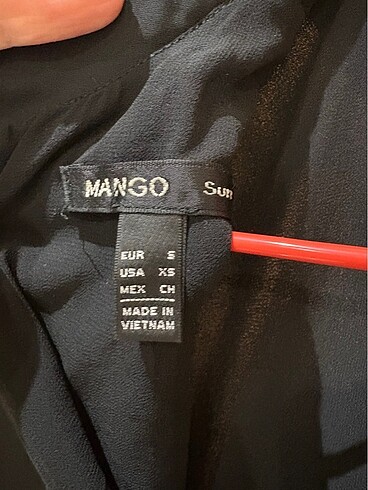 MANGO
EUR S
USA XS
MEX CH
MADE IN
VIETNAM